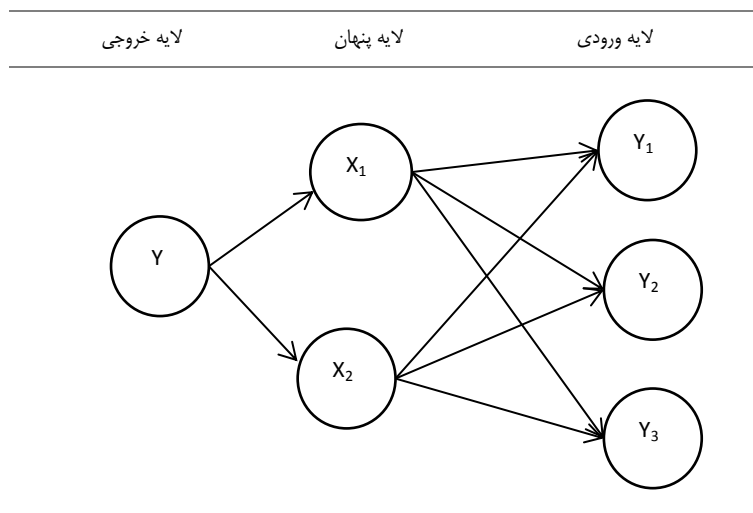 لایه ورودی لایه پنهان لایه خروجی
Y₁
X₁
Y
Y₂
X₂
Y₃